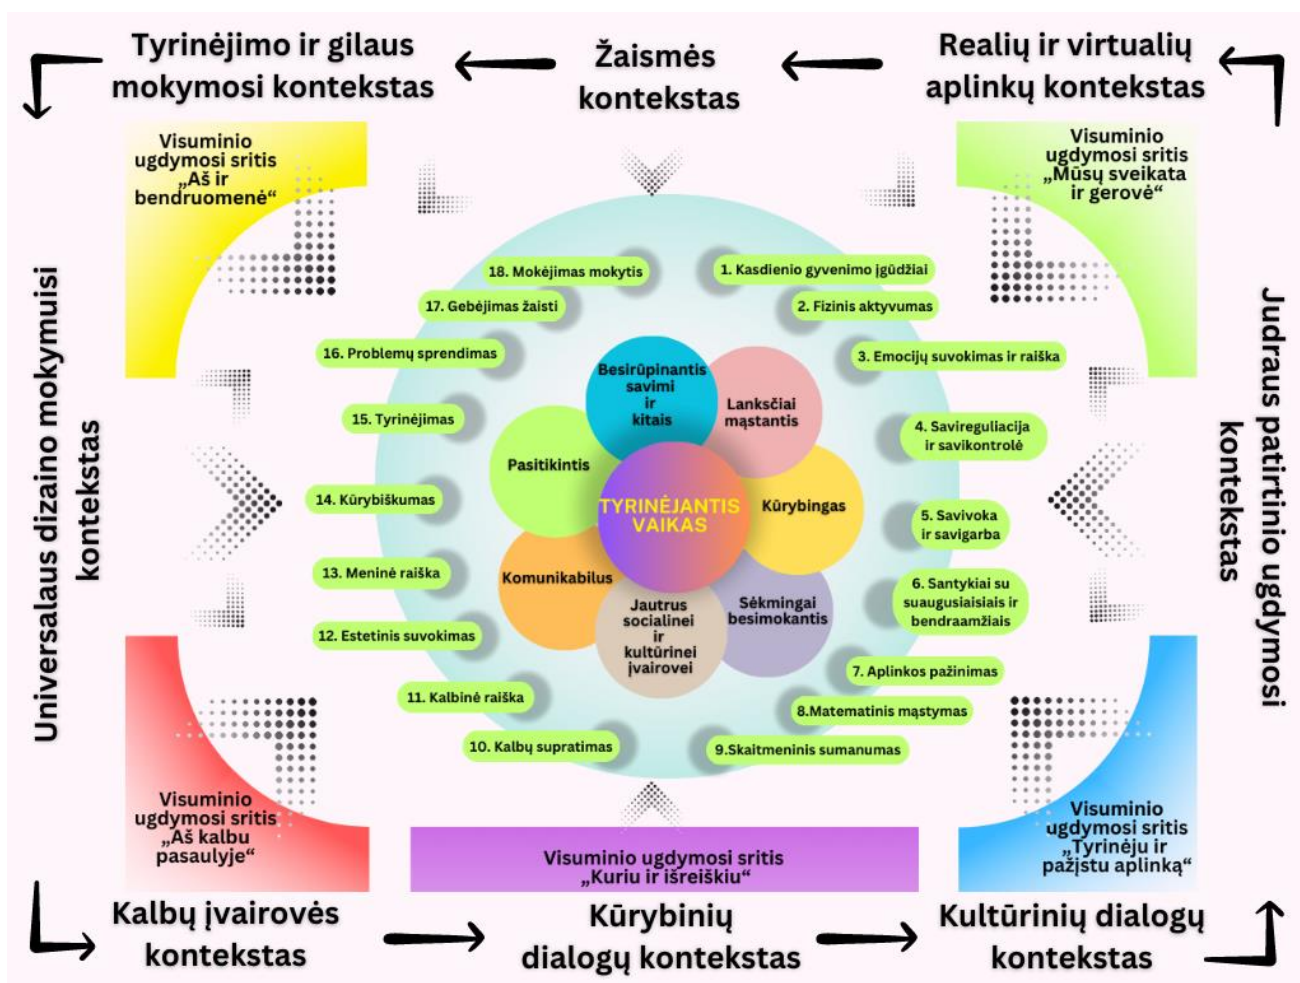 Tyrinėjimo ir gilaus
mokymosi kontekstas
Žaismės
kontekstas
Realių ir virtualių
aplinkų kontekstas
Visuminio
ugdymosi sritis
„Aš ir
bendruomenė“
Visuminio
ugdymosi sritis
„Mūsų sveikata
ir gerovė“
Universalaus dizaino mokymuisi
kontekstas
Judraus patirtinio ugdymosi
kontekstas
18. Mokėjimas mokytis
17. Gebėjimas žaisti
16. Problemų sprendimas
15. Tyrinėjimas
14. Kūrybiškumas
13. Meninė raiška
12. Estetinis suvokimas
11. Kalbinė raiška
10. Kalbų supratimas
1. Kasdienio gyvenimo įgūdžiai
2. Fizinis aktyvumas
3. Emocijų suvokimas ir raiška
4. Savireguliacija
ir savikontrolė
5. Savivoka
ir savigarba
6. Santykiai su
suaugusiaisiais ir
bendraamžiais
7. Aplinkos pažinimas
8.Matematinis mąstymas
9.Skaitmeninis sumanumas
Besirūpinantis
savimi
ir
kitais
Lanksčiai
mąstantis
Pasitikintis
TYRINĖJANTIS
VAIKAS
Kūrybingas
Komunikabilus
Jautrus
socialinei
ir
kultūrinei
įvairovei
Sėkmingai
besimokantis
Visuminio
ugdymosi sritis
„Aš kalbu
pasaulyje“
Visuminio ugdymosi sritis
„Kuriu ir išreiškiu“
Visuminio
ugdymosi sritis
„Tyrinėju ir
pažįstu aplinką“
Kalbų įvairovės
kontekstas
Kūrybinių
dialogų kontekstas
Kultūrinių dialogų
kontekstas